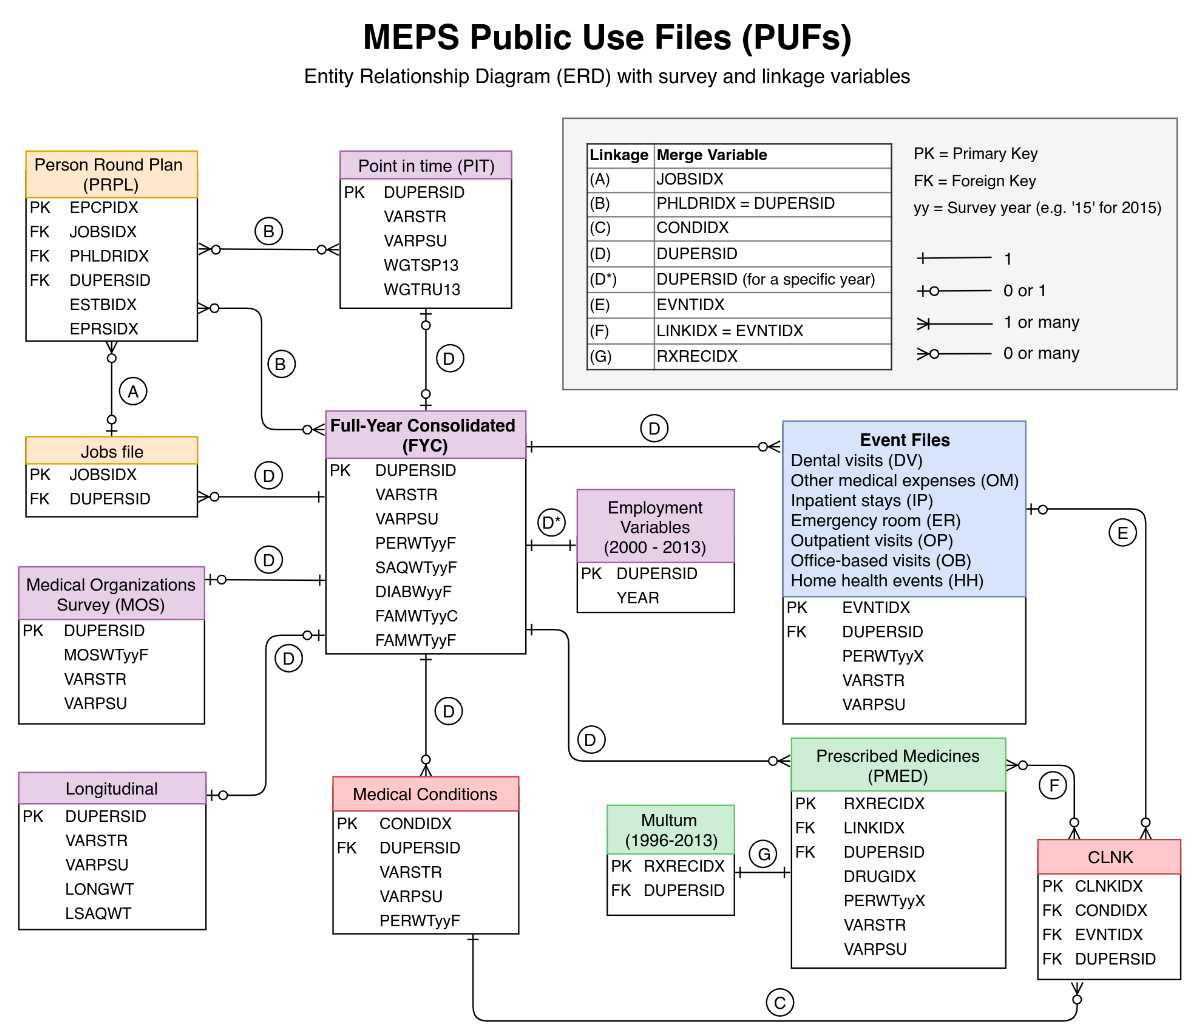 MEPS Public Use Files (PUFs)
Entity Relationship Diagram (ERD) with survey and linkage variables
Linkage Merge Variable
(A) JOBSIDX
(B) PHLDRIDX = DUPERSID
(C) CONDIDX
(D) DUPERSID
(D*) DUPERSID (for a specific year)
(E) EVNTIDX
(F) LINKIDX = EVNTIDX
(G) RXRECIDX
PK = Primary Key
FK = Foreign Key
yy = Survey year (e.g. '15' for 2015)
1
0 or 1
1 or many
0 or many
Person Round Plan
(PRPL)
PK EPCPIDX
FK JOBSIDX
FK PHLDRIDX
FK DUPERSID
ESTBIDX
EPRSIDX
B
Point in time (PIT)
PK DUPERSID
VARSTR
VARPSU
WGTSP13
WGTRU13
B
D
A
Jobs file
PK JOBSIDX
FK DUPERSID
D
Full-Year Consolidated
(FYC)
PK DUPERSID
VARSTR
VARPSU
PERWTyyF
SAQWTyyF
DIABWyyF
FAMWTyyC
FAMWTyyF
D
Event Files
Dental visits (DV)
Other medical expenses (OM)
Inpatient stays (IP)
Emergency room (ER)
Outpatient visits (OP)
Office-based visits (OB)
Home health events (HH)
PK EVNTIDX
FK DUPERSID
PERWTyyX
VARSTR
VARPSU
E
D*
Employment
Variables
(2000 - 2013)
PK DUPERSID
YEAR
D
Medical Organizations
Survey (MOS)
PK DUPERSID
MOSWTyyF
VARSTR
VARPSU
D
D
D
Longitudinal
PK DUPERSID
VARSTR
VARPSU
LONGWT
LSAQWT
Medical Conditions
PK CONDIDX
FK DUPERSID
VARSTR
VARPSU
PERWTyyF
Multum
(1996-2013)
PK RXRECIDX
FK DUPERSID
G
Prescribed Medicines
(PMED)
PK RXRECIDX
FK LINKIDX
FK DUPERSID
DRUGIDX
PERWTyyX
VARSTR
VARPSU
F
CLNK
PK CLNKIDX
FK CONDIDX
FK EVNTIDX
FK DUPERSID
C